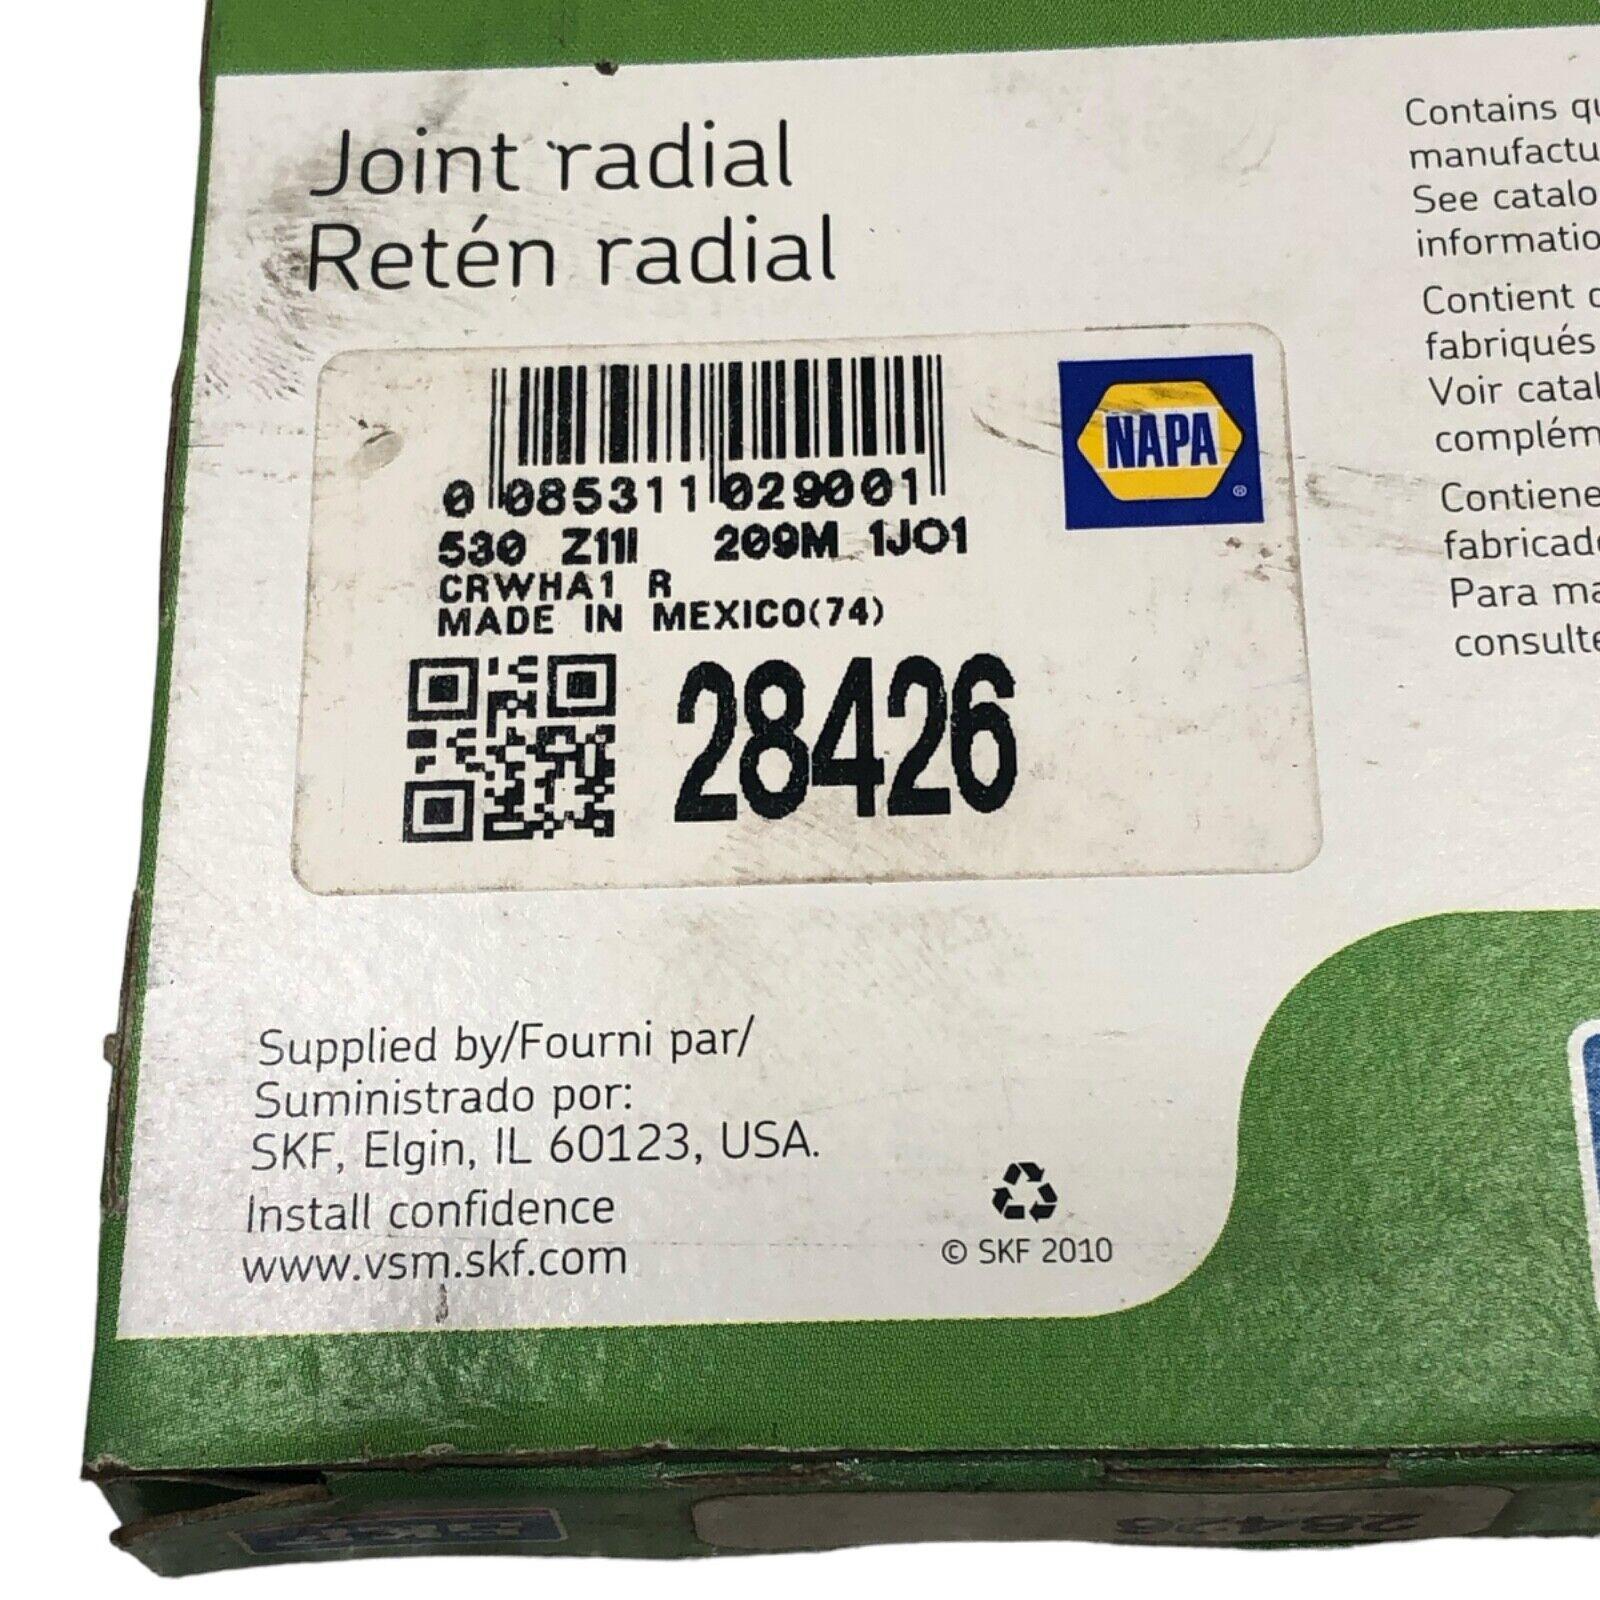 Joint radial
Retén radial
0 085311 029001
530 Z11I 209M 1JO1
CRWHA1 R
MADE IN MEXICO(74)
28426
NAPA
®
Supplied by/Fourni par/
Suministrado por:
SKF, Elgin, IL 60123, USA.
Install confidence
www.vsm.skf.com
© SKF 2010
Contains qu
manufactu
See catalo
informatio
Contient
fabriqués
Voir catal
complém
Contiene
fabricad
Para ma
consulte
SKF
28426